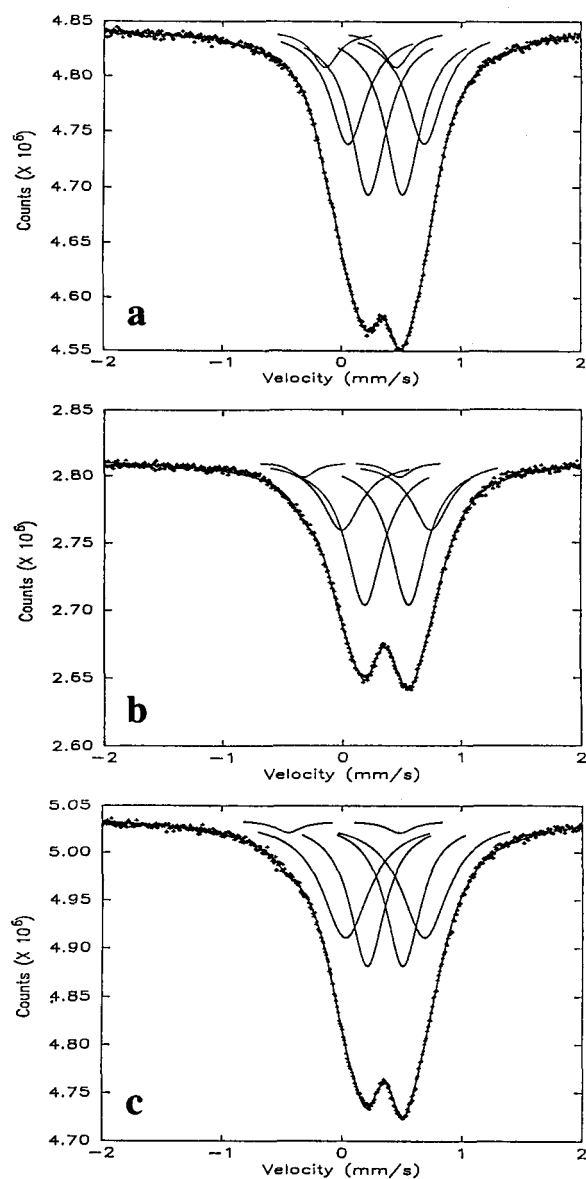 4.85
4.80
4.75
4.70
4.65
4.60
4.55
Counts (X 10⁶)
a
−2 −1 0 1 2
Velocity (mm/s)
2.85
2.80
2.75
2.70
2.65
2.60
Counts (X 10⁶)
b
−2 −1 0 1 2
Velocity (mm/s)
5.05
5.00
4.95
4.90
4.85
4.80
4.75
4.70
Counts (X 10⁶)
c
−2 −1 0 1 2
Velocity (mm/s)